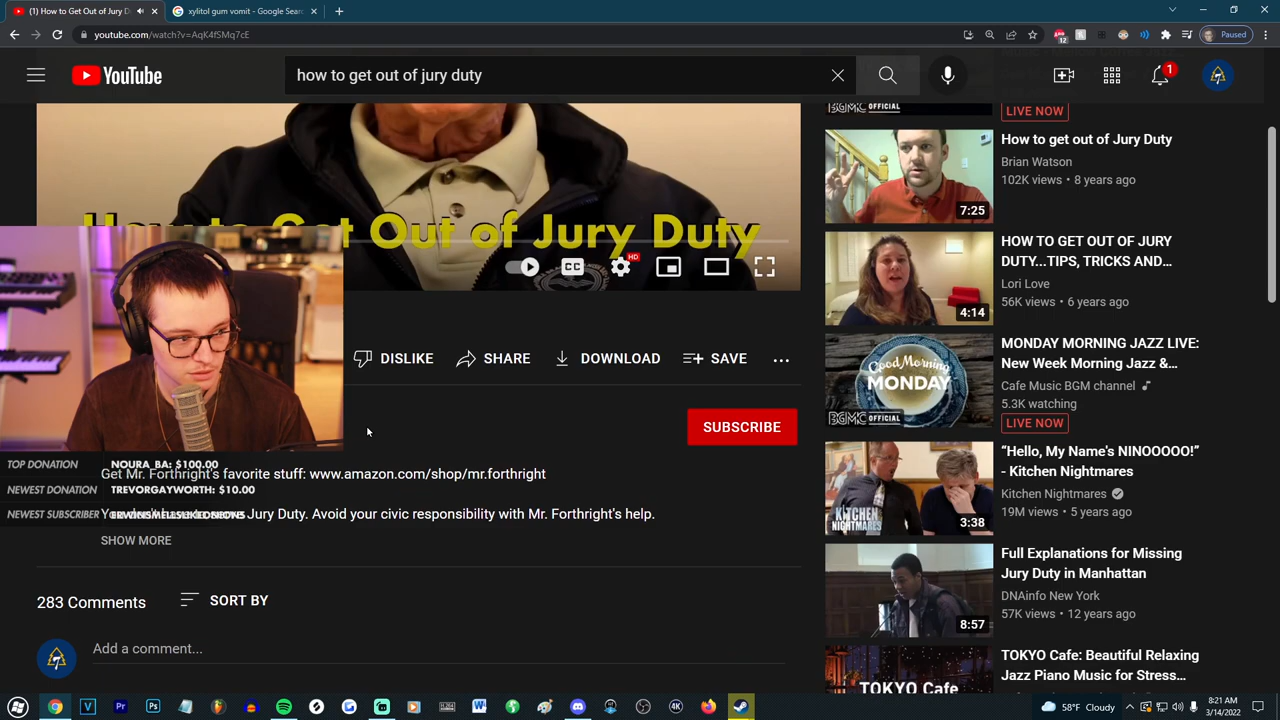 (1) How to Get Out of Jury D
xylitol gum vomit - Google Sear
youtube.com/watch?v=AqK4fSMq7cE
12
Paused
YouTube
how to get out of jury duty
1
How to Get Out of Jury Duty
CC
HD
DISLIKE
SHARE
DOWNLOAD
SAVE
SUBSCRIBE
TOP DONATION NOURA_BA: $100.00
Get Mr. Forthright's favorite stuff: www.amazon.com/shop/mr.forthright
NEWEST DONATION TREVORGAYWORTH: $10.00
NEWEST SUBSCRIBER
Jury Duty. Avoid your civic responsibility with Mr. Forthright's help.
SHOW MORE
283 Comments
SORT BY
Add a comment...
BGMC OFFICIAL
LIVE NOW
7:25
How to get out of Jury Duty
Brian Watson
102K views • 8 years ago
4:14
HOW TO GET OUT OF JURY
DUTY...TIPS, TRICKS AND...
Lori Love
56K views • 6 years ago
Good Morning
MONDAY
BGMC OFFICIAL
MONDAY MORNING JAZZ LIVE:
New Week Morning Jazz &...
Cafe Music BGM channel
5.3K watching
LIVE NOW
KITCHEN
NIGHTMARES
3:38
“Hello, My Name's NINOOOOO!”
- Kitchen Nightmares
Kitchen Nightmares
19M views • 5 years ago
8:57
Full Explanations for Missing
Jury Duty in Manhattan
DNAinfo New York
57K views • 12 years ago
TOKYO Cafe
TOKYO Cafe: Beautiful Relaxing
Jazz Piano Music for Stress...
58°F Cloudy
8:21 AM
3/14/2022